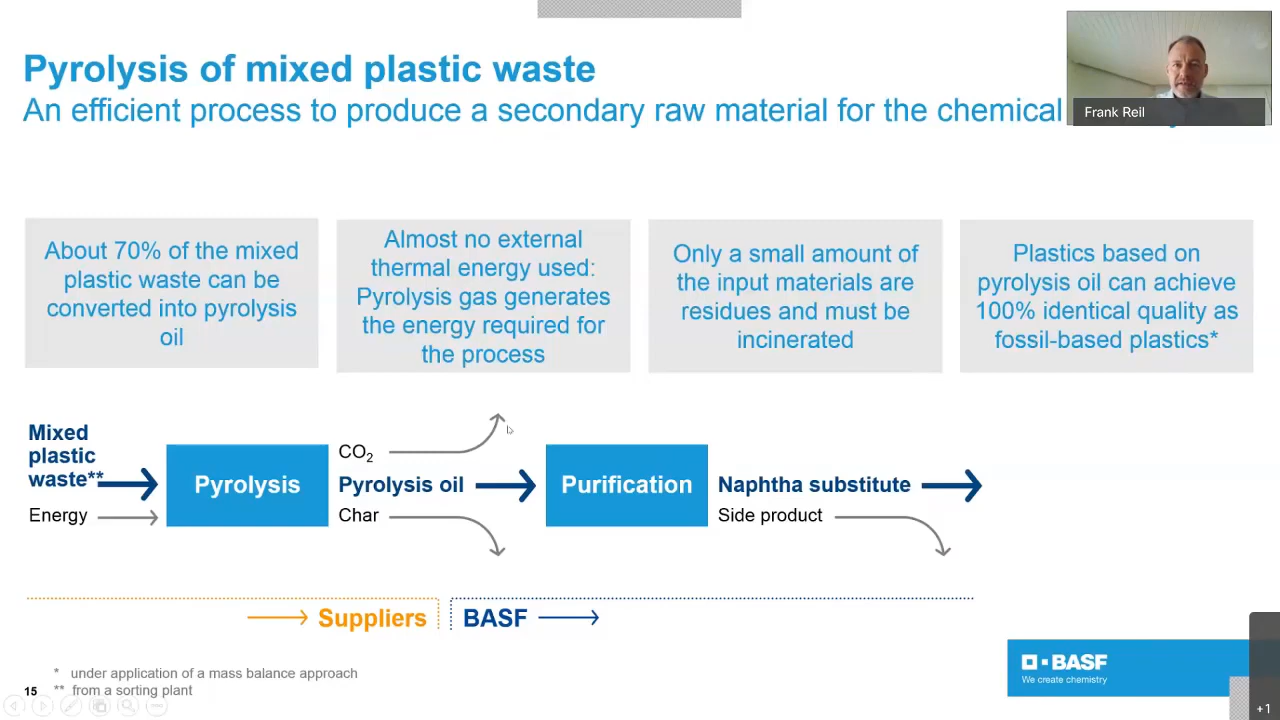 Pyrolysis of mixed plastic waste
An efficient process to produce a secondary raw material for the chemical
Frank Reil
About 70% of the mixed
plastic waste can be
converted into pyrolysis
oil
Almost no external
thermal energy used:
Pyrolysis gas generates
the energy required for
the process
Only a small amount of
the input materials are
residues and must be
incinerated
Plastics based on
pyrolysis oil can achieve
100% identical quality as
fossil-based plastics*
Mixed
plastic
waste**
Energy
Pyrolysis
CO₂
Pyrolysis oil
Char
Purification
Naphtha substitute
Side product
Suppliers
BASF
* under application of a mass balance approach
** from a sorting plant
15
BASF
We create chemistry
+1